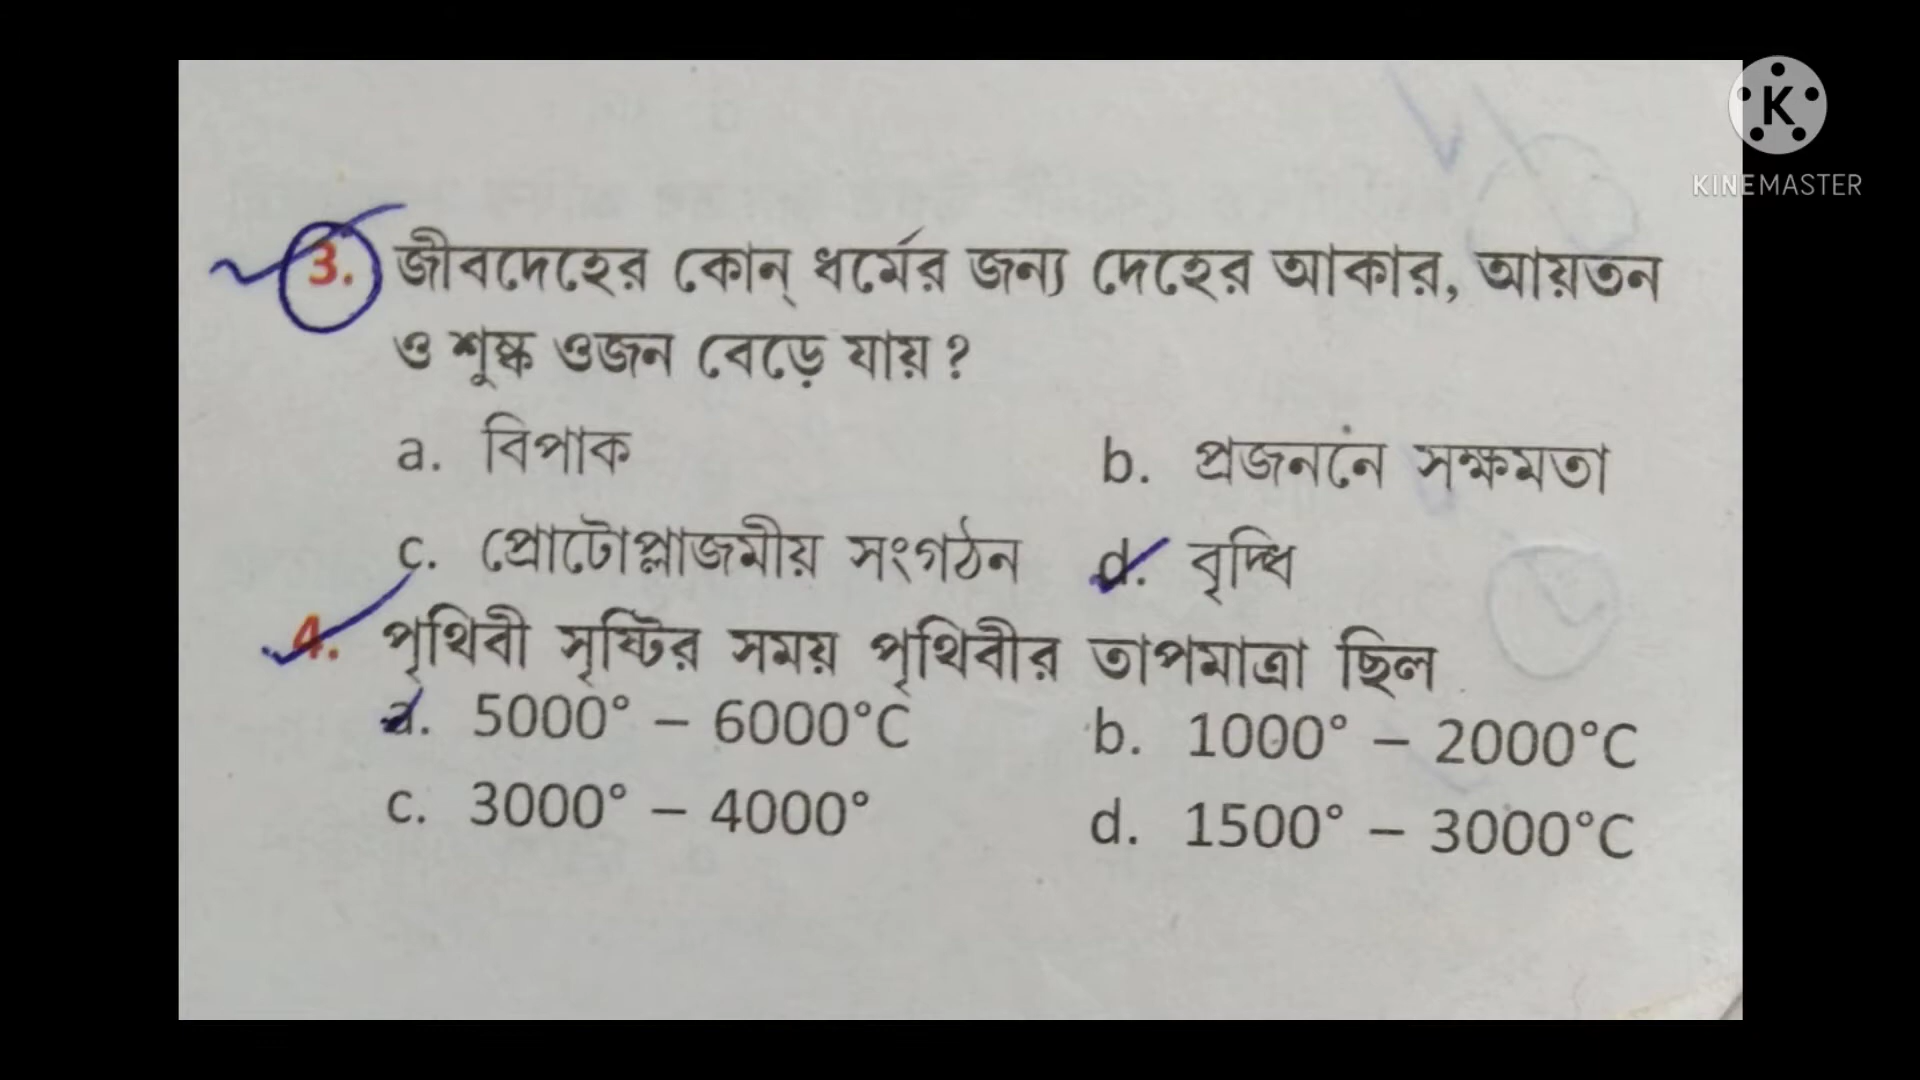 KINEMASTER
3. জীবদেহের কোন্ ধর্মের জন্য দেহের আকার, আয়তন
ও শুষ্ক ওজন বেড়ে যায় ?
a. বিপাক b. প্রজননে সক্ষমতা
c. প্রোটোপ্লাজমীয় সংগঠন d. বৃদ্ধি
4. পৃথিবী সৃষ্টির সময় পৃথিবীর তাপমাত্রা ছিল
a. 5000° – 6000°C b. 1000° – 2000°C
c. 3000° – 4000° d. 1500° – 3000°C